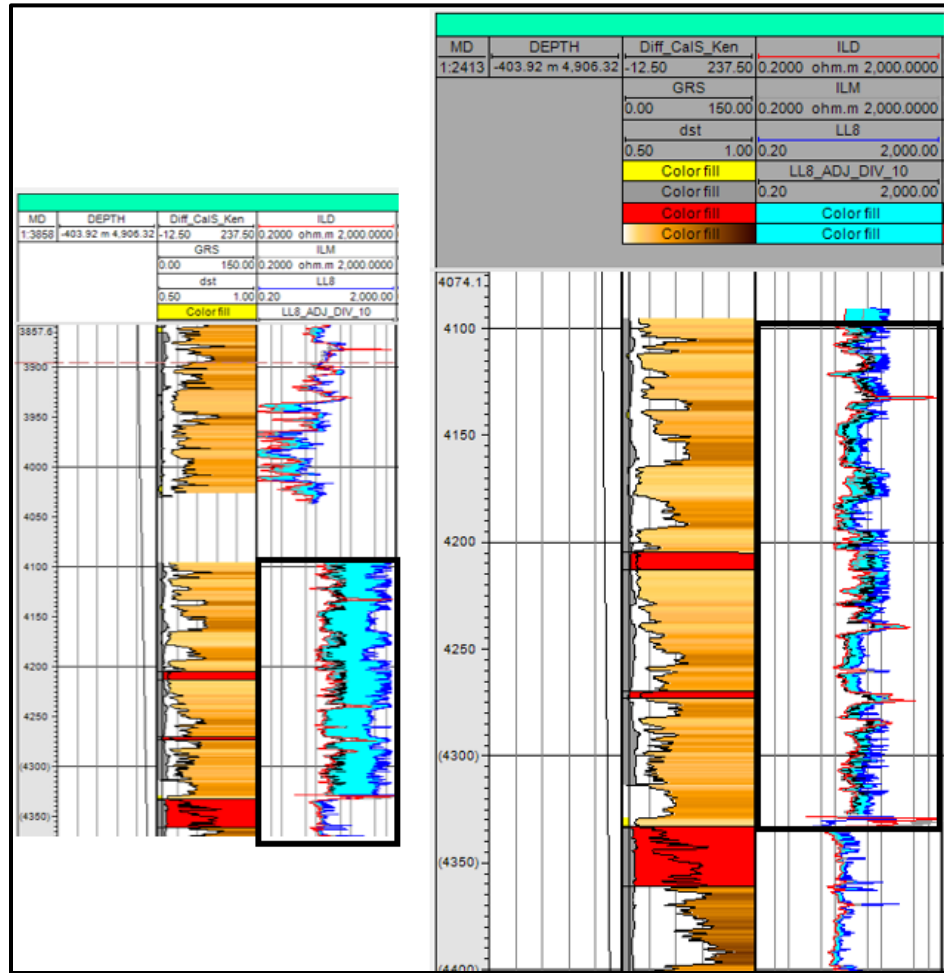 MD DEPTH Diff_CalS_Ken ILD
1:3858 -403.92 m 4,906.32 -12.50 237.50 0.2000 ohm.m 2,000.0000
GRS ILM
0.00 150.00 0.2000 ohm.m 2,000.0000
dst LL8
0.50 1.00 0.20 2,000.00
Color fill LL8_ADJ_DIV_10
3857.6
3900
3950
4000
4050
4100
4150
4200
4250
(4300)
(4350)
MD DEPTH Diff_CalS_Ken ILD
1:2413 -403.92 m 4,906.32 -12.50 237.50 0.2000 ohm.m 2,000.0000
GRS ILM
0.00 150.00 0.2000 ohm.m 2,000.0000
dst LL8
0.50 1.00 0.20 2,000.00
Color fill LL8_ADJ_DIV_10
Color fill 0.20 2,000.00
Color fill Color fill
Color fill Color fill
4074.1
4100
4150
4200
4250
(4300)
(4350)
(4400)